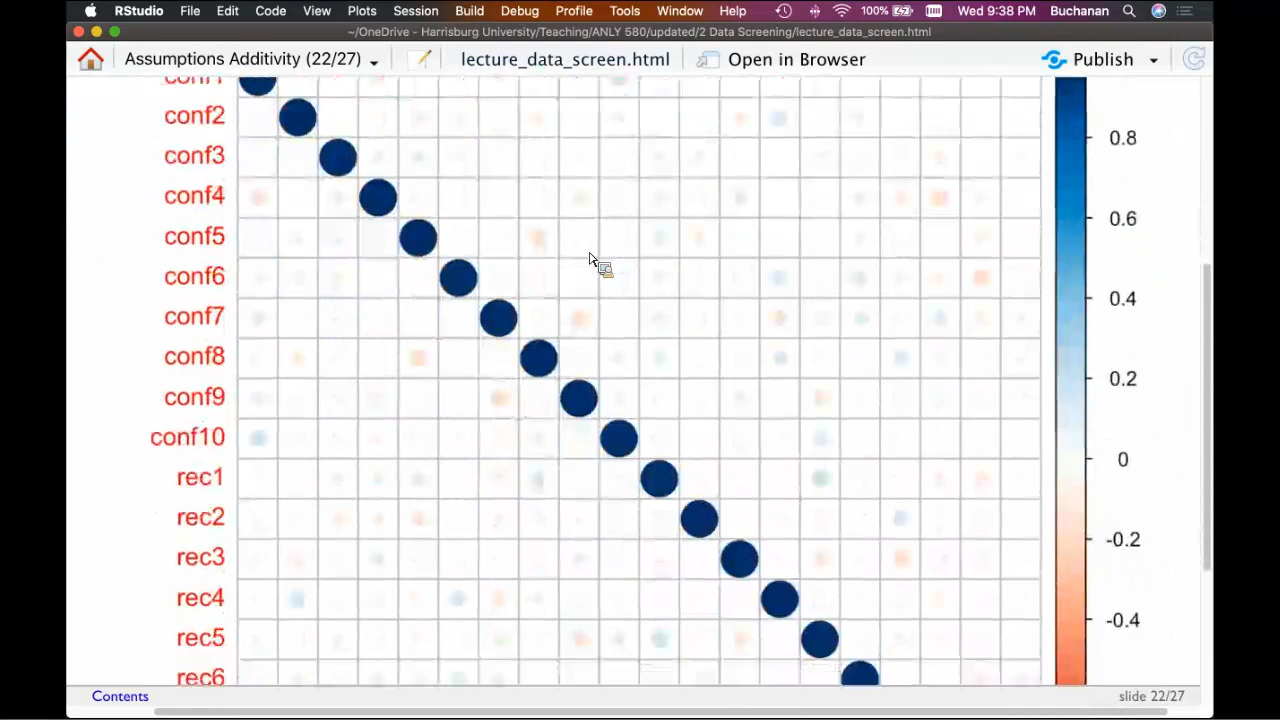 RStudio File Edit Code View Plots Session Build Debug Profile Tools Window Help 100% Wed 9:38 PM Buchanan
~/OneDrive - Harrisburg University/Teaching/ANLY 580/updated/2 Data Screening/lecture_data_screen.html
Assumptions Additivity (22/27) lecture_data_screen.html Open in Browser Publish
conf1
conf2
conf3
conf4
conf5
conf6
conf7
conf8
conf9
conf10
rec1
rec2
rec3
rec4
rec5
rec6
0.8
0.6
0.4
0.2
0
-0.2
-0.4
Contents
slide 22/27